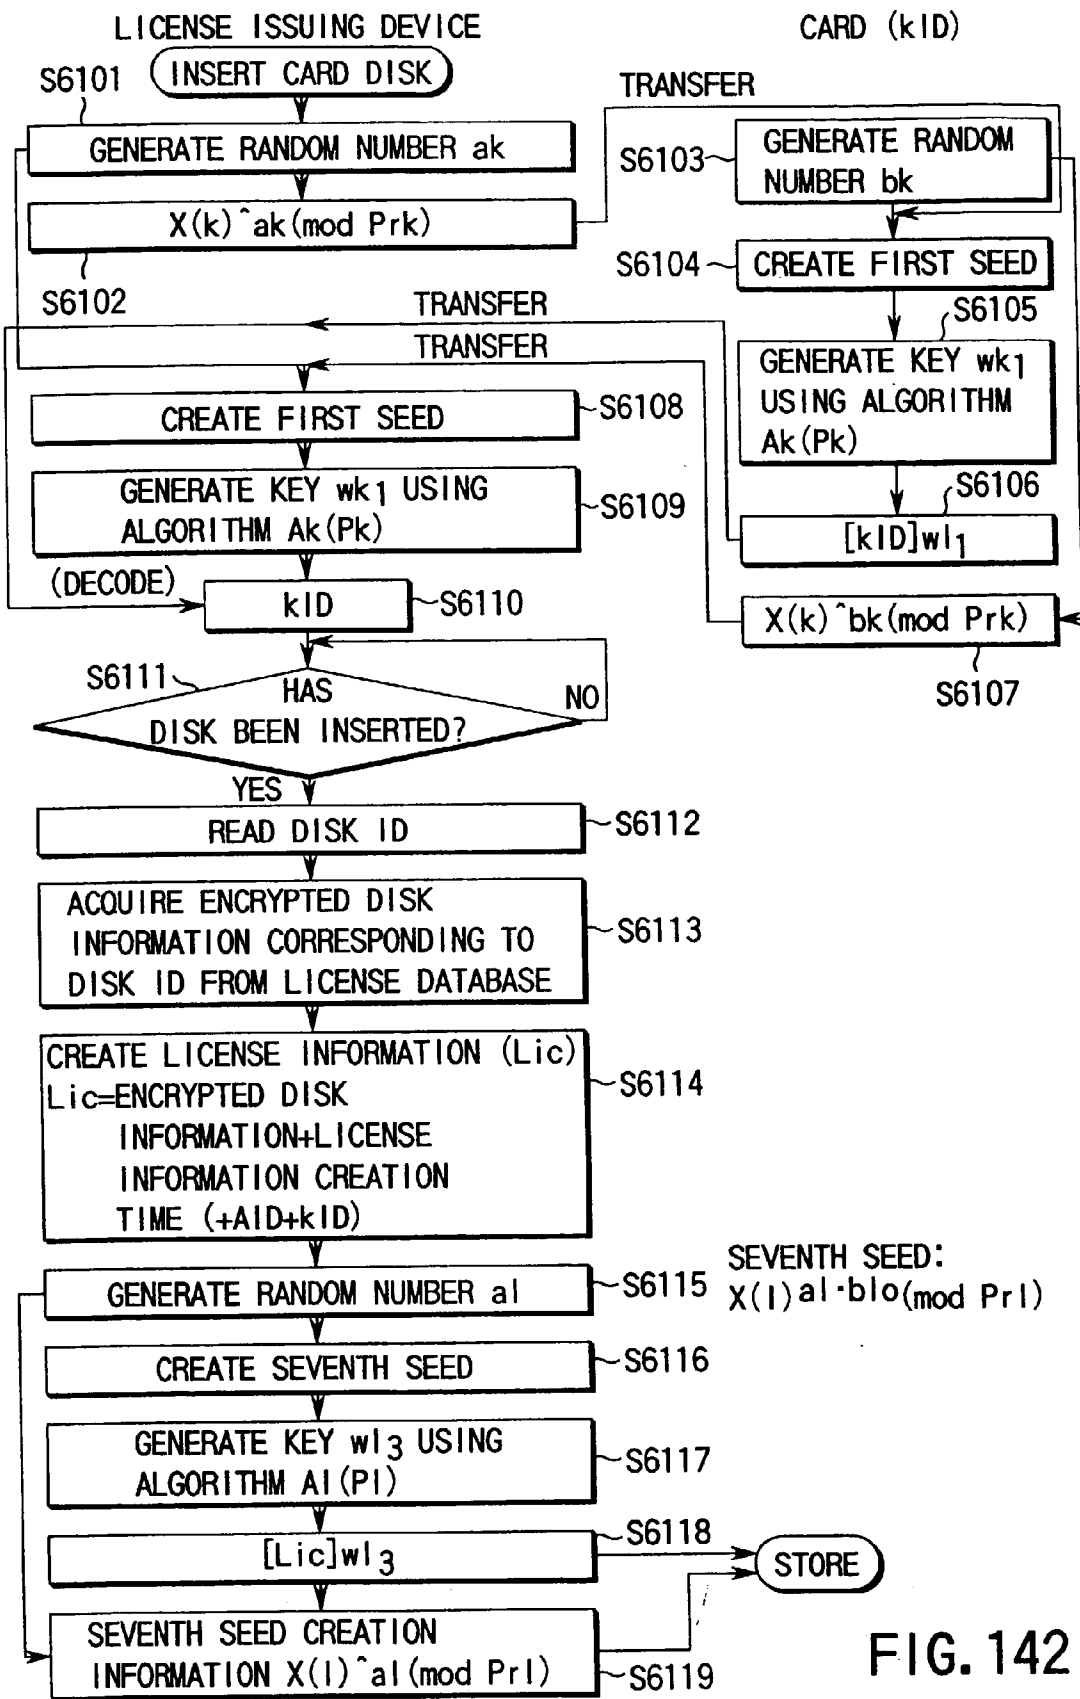 LICENSE ISSUING DEVICE
CARD (kID)
INSERT CARD DISK
S6101
TRANSFER
GENERATE RANDOM NUMBER ak
S6103
GENERATE RANDOM
NUMBER bk
X(k)^ak(mod Prk)
S6102
S6104
CREATE FIRST SEED
TRANSFER
S6105
TRANSFER
GENERATE KEY wk1
USING ALGORITHM
Ak(Pk)
CREATE FIRST SEED
S6108
GENERATE KEY wk1 USING
ALGORITHM Ak(Pk)
S6109
S6106
[kID]wl1
(DECODE)
kID
S6110
X(k)^bk(mod Prk)
S6107
S6111
HAS
DISK BEEN INSERTED?
NO
YES
READ DISK ID
S6112
ACQUIRE ENCRYPTED DISK
INFORMATION CORRESPONDING TO
DISK ID FROM LICENSE DATABASE
S6113
CREATE LICENSE INFORMATION (Lic)
Lic=ENCRYPTED DISK
INFORMATION+LICENSE
INFORMATION CREATION
TIME (+AID+kID)
S6114
GENERATE RANDOM NUMBER al
S6115
SEVENTH SEED:
X(l)al·blo(mod Prl)
CREATE SEVENTH SEED
S6116
GENERATE KEY wl3 USING
ALGORITHM Al(Pl)
S6117
[Lic]wl3
S6118
STORE
SEVENTH SEED CREATION
INFORMATION X(l)^al(mod Prl)
S6119
FIG. 142